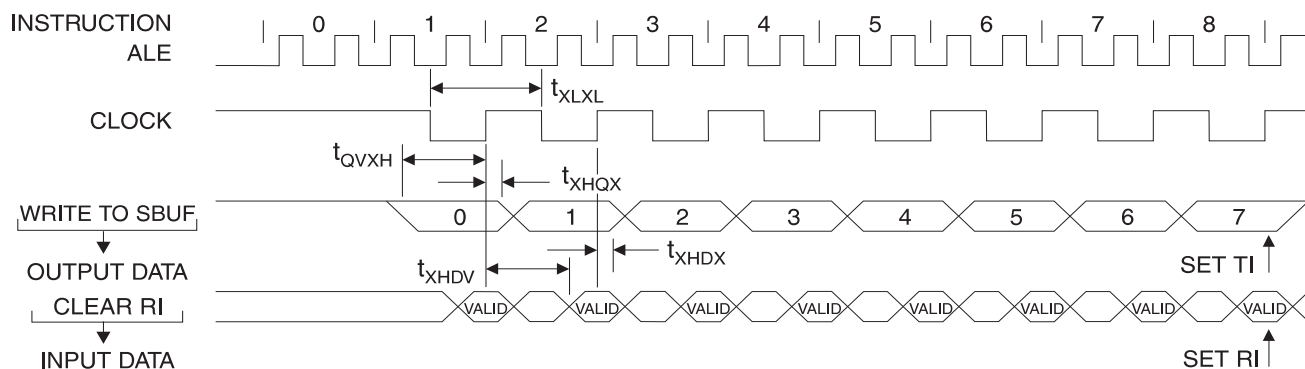 INSTRUCTION 0 1 2 3 4 5 6 7 8
ALE
tXLXL
CLOCK
tQVXH
tXHQX
WRITE TO SBUF 0 1 2 3 4 5 6 7
tXHDX
tXHDV
OUTPUT DATA SET TI
CLEAR RI VALID VALID VALID VALID VALID VALID VALID VALID
INPUT DATA SET RI